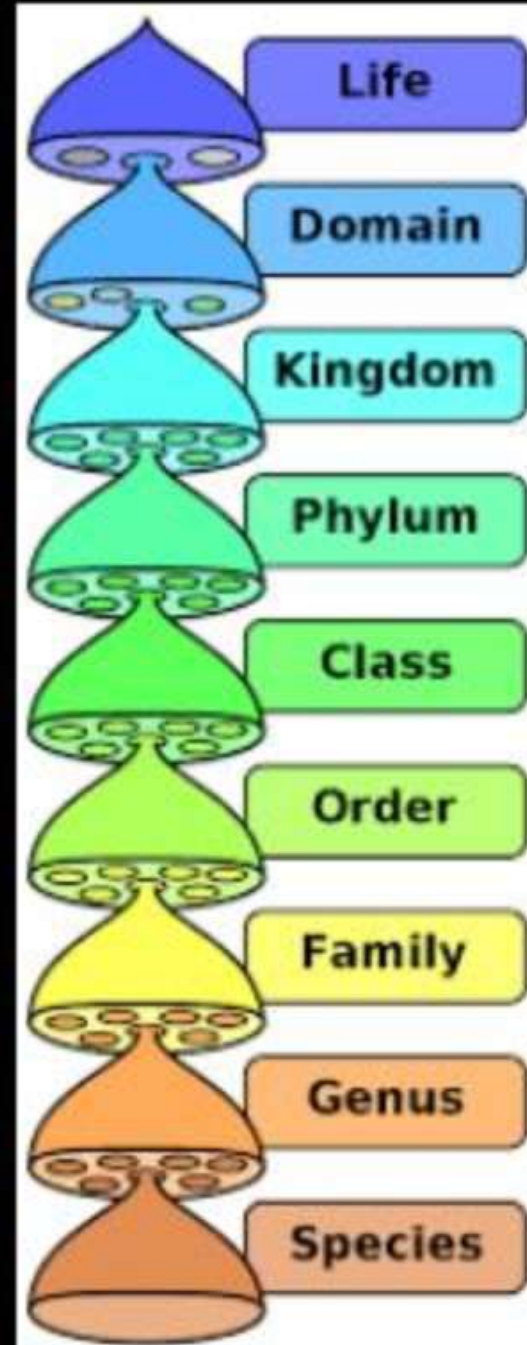 Life
Domain
Kingdom
Phylum
Class
Order
Family
Genus
Species